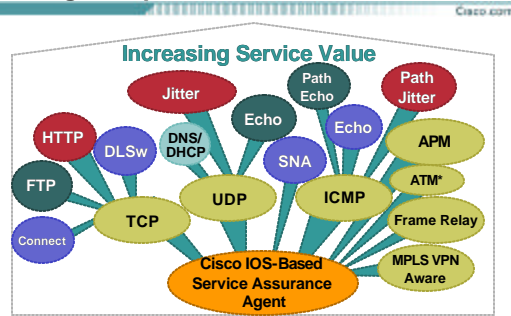 Cisco.com
Increasing Service Value
Jitter
Path
Echo
Path
Jitter
HTTP
DLSw
DNS/
DHCP
Echo
Echo
APM
FTP
SNA
ATM*
TCP
UDP
ICMP
Frame Relay
Connect
Cisco IOS-Based
Service Assurance
Agent
MPLS VPN
Aware